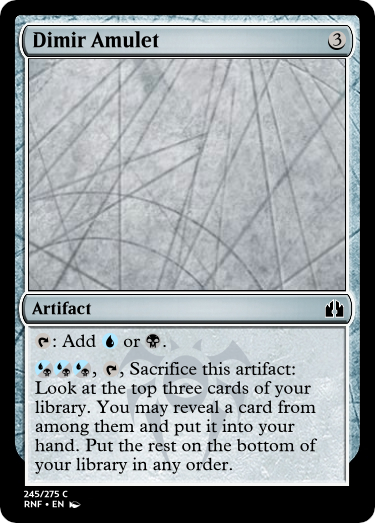 Dimir Amulet 3
Artifact
: Add or .
, , Sacrifice this artifact:
Look at the top three cards of your
library. You may reveal a card from
among them and put it into your
hand. Put the rest on the bottom of
your library in any order.
245/275 C
RNF • EN